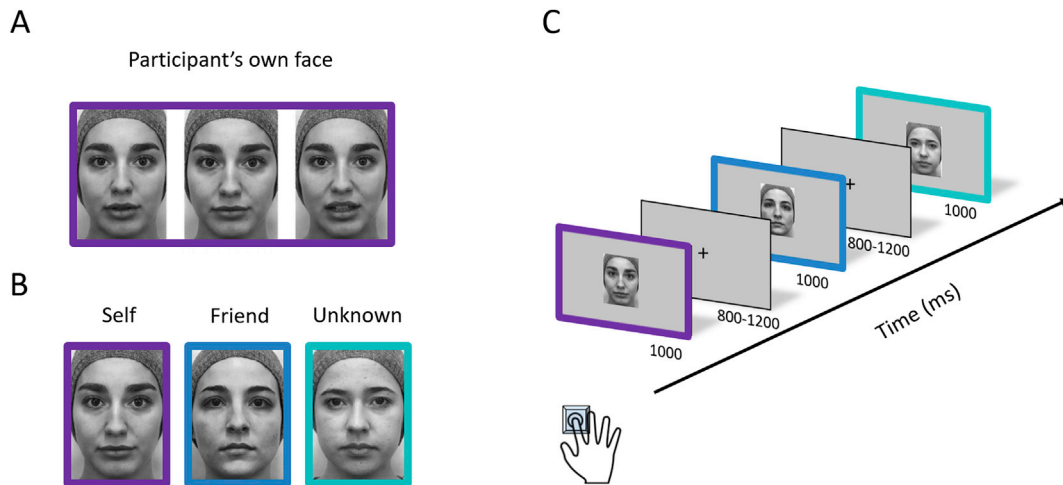 A
Participant's own face
B
Self
Friend
Unknown
C
1000
800-1200
1000
800-1200
1000
Time (ms)
+
+